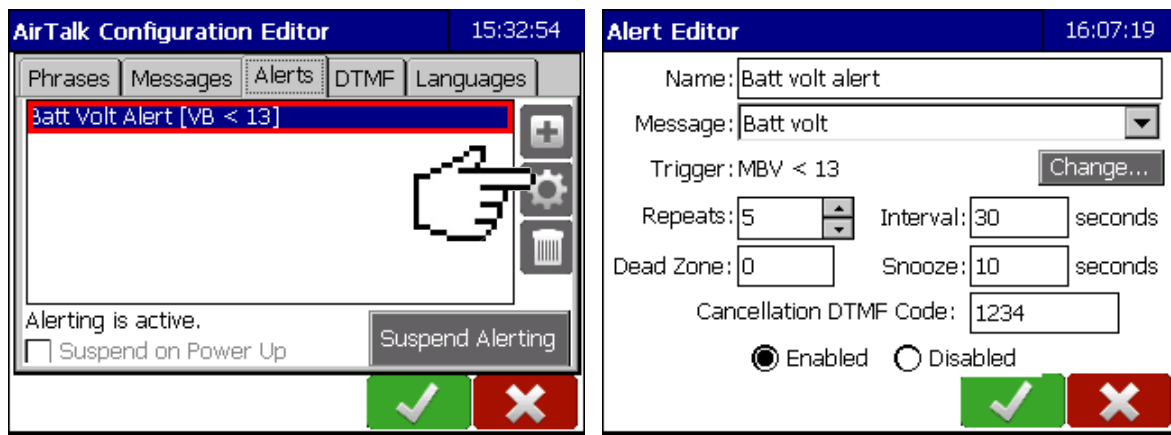 AirTalk Configuration Editor 15:32:54
Phrases Messages Alerts DTMF Languages
Batt Volt Alert [VB < 13]
Alerting is active.
Suspend on Power Up
Suspend Alerting
Alert Editor 16:07:19
Name: Batt volt alert
Message: Batt volt
Trigger: MBV < 13 Change...
Repeats: 5 Interval: 30 seconds
Dead Zone: 0 Snooze: 10 seconds
Cancellation DTMF Code: 1234
Enabled Disabled